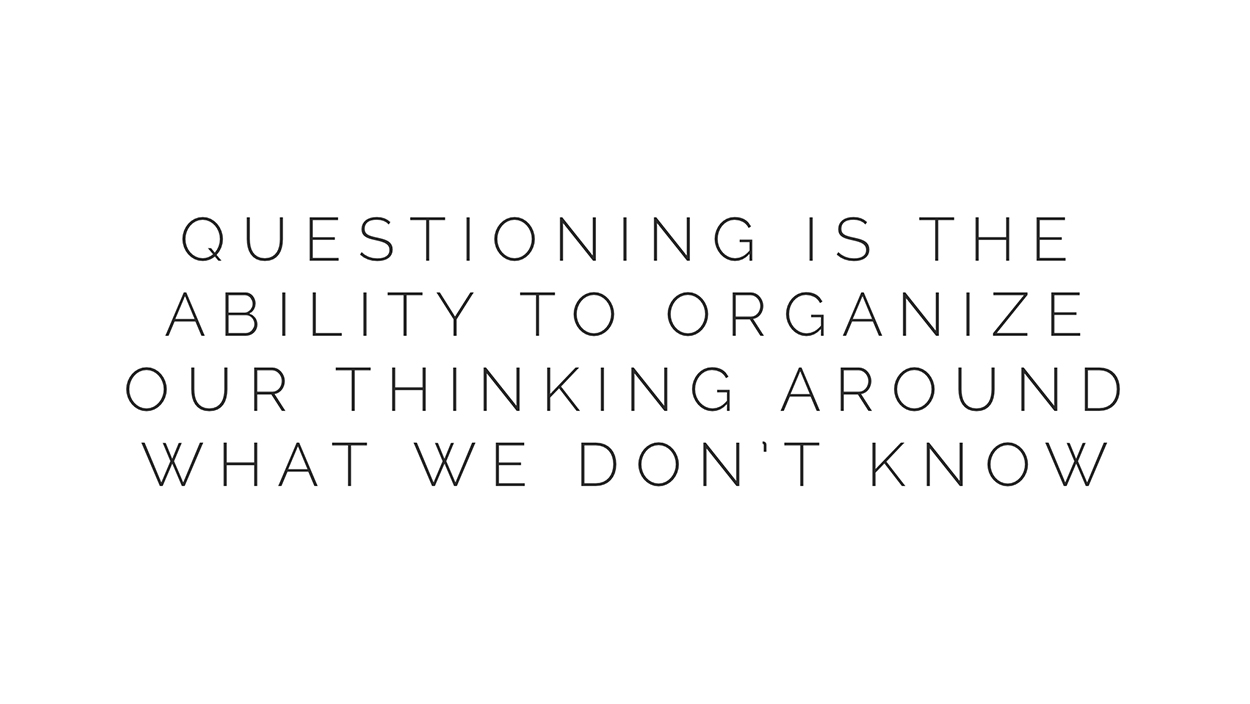 QUESTIONING IS THE
ABILITY TO ORGANIZE
OUR THINKING AROUND
WHAT WE DON'T KNOW